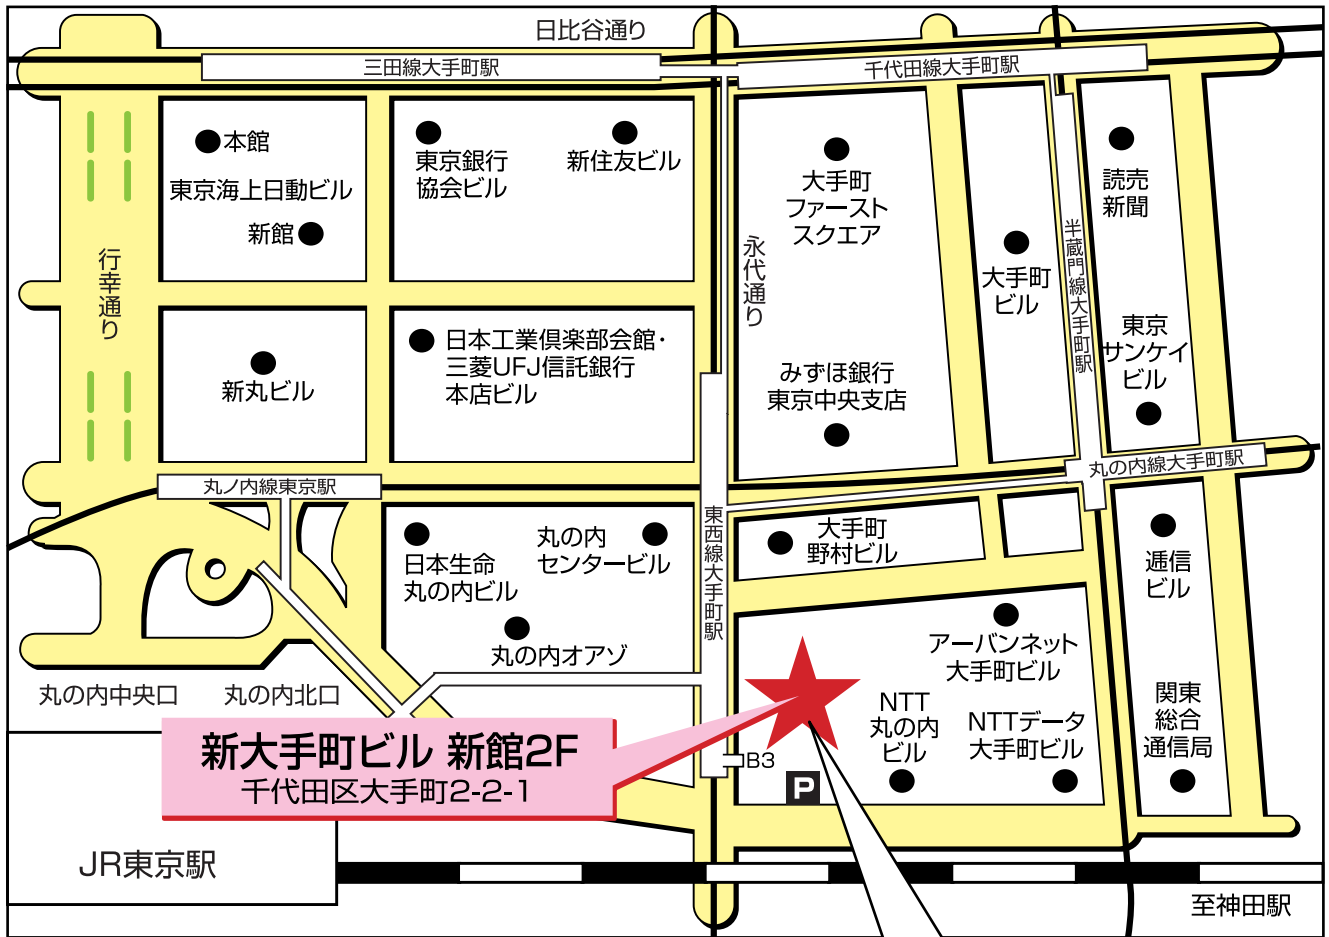 日比谷通り
三田線大手町駅
千代田線大手町駅
本館
東京海上日動ビル
新館
東京銀行
協会ビル
新住友ビル
大手町
ファースト
スクエア
読売
新聞
行幸通り
永代通り
半蔵門線大手町駅
大手町
ビル
新丸ビル
日本工業倶楽部会館・
三菱UFJ信託銀行
本店ビル
みずほ銀行
東京中央支店
東京
サンケイ
ビル
丸ノ内線東京駅
丸の内線大手町駅
東西線大手町駅
日本生命
丸の内ビル
丸の内
センタービル
大手町
野村ビル
逓信
ビル
丸の内オアゾ
アーバンネット
大手町ビル
丸の内中央口
丸の内北口
NTT
丸の内
ビル
NTTデータ
大手町ビル
関東
総合
通信局
新大手町ビル 新館2F
千代田区大手町2-2-1
B3
P
JR東京駅
至神田駅